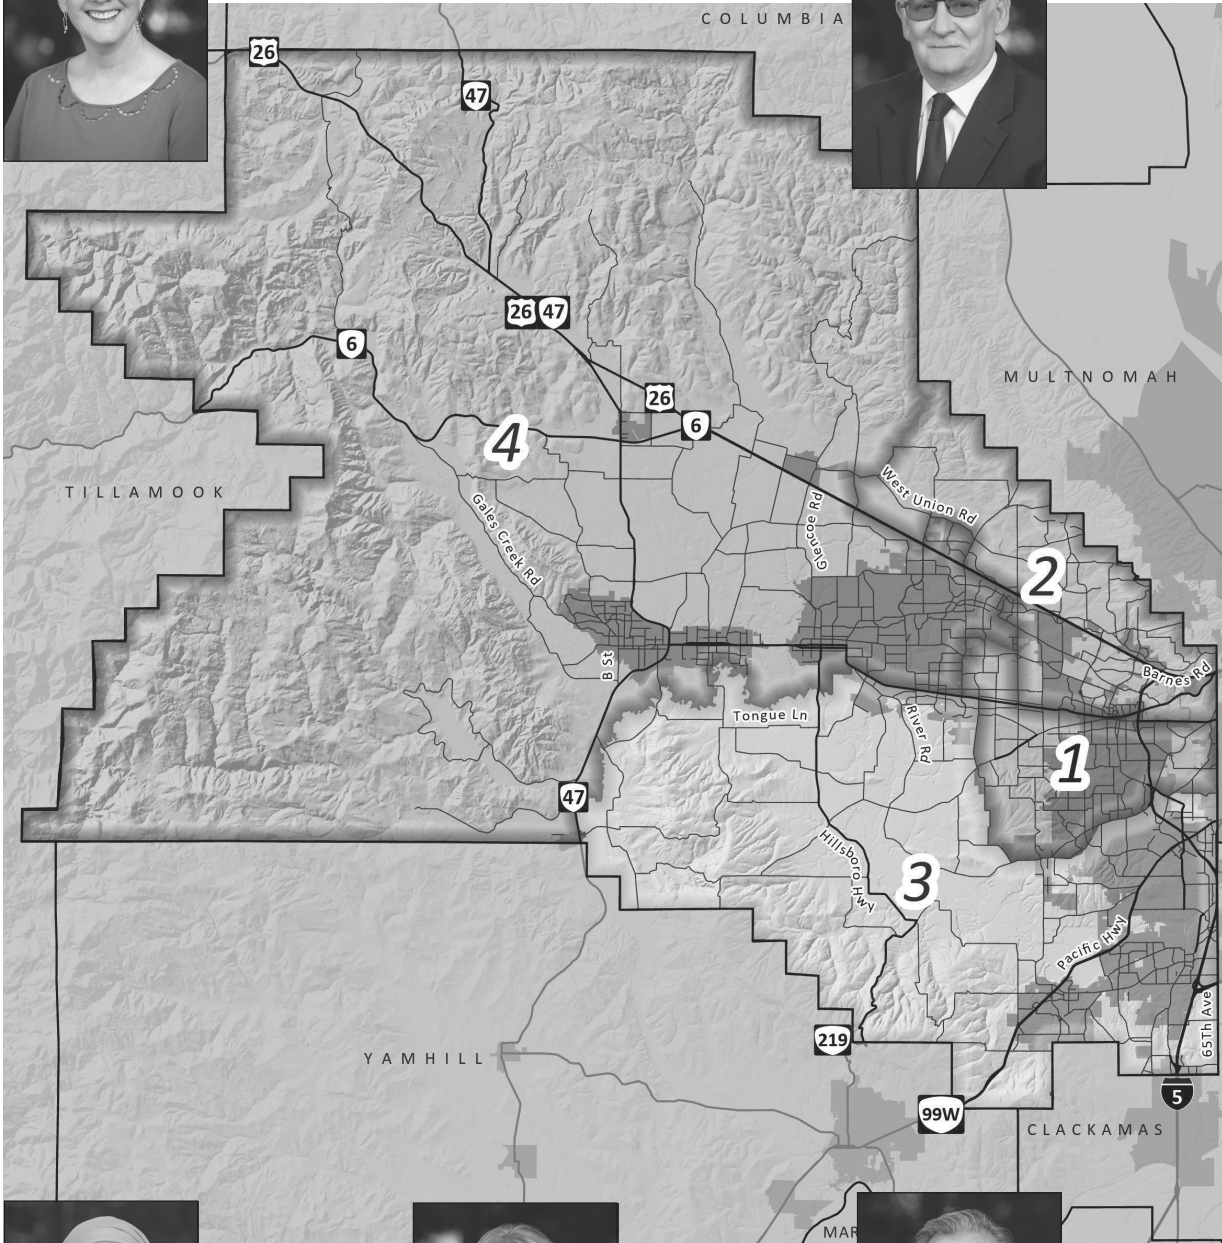 COLUMBIA
26
47
26 47
6
26
6
MULTNOMAH
4
TILLAMOOK
Gales Creek Rd
Glencoe Rd
West Union Rd
2
B St
Barnes Rd
Tongue Ln
River Rd
1
47
Hillsboro Hwy
3
Pacific Hwy
65Th Ave
219
YAMHILL
5
99W
CLACKAMAS
MAR